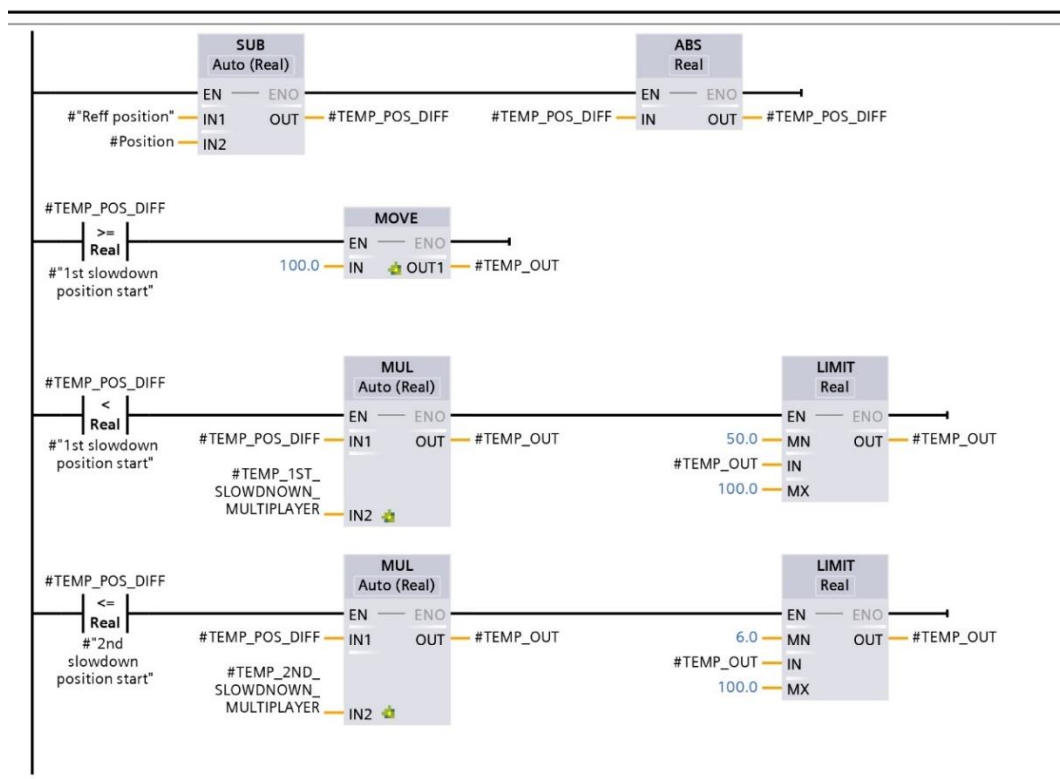 SUB
Auto (Real)
EN ENO
#"Reff position" IN1 OUT #TEMP_POS_DIFF
#Position IN2
ABS
Real
EN ENO
#TEMP_POS_DIFF IN OUT #TEMP_POS_DIFF
#TEMP_POS_DIFF
>=
Real
#"1st slowdown
position start"
MOVE
EN ENO
100.0 IN OUT1 #TEMP_OUT
#TEMP_POS_DIFF
<
Real
#"1st slowdown
position start"
MUL
Auto (Real)
EN ENO
#TEMP_POS_DIFF IN1 OUT #TEMP_OUT
#TEMP_1ST_
SLOWDNOWN_
MULTIPLAYER IN2
LIMIT
Real
EN ENO
50.0 MN OUT #TEMP_OUT
#TEMP_OUT IN
100.0 MX
#TEMP_POS_DIFF
<=
Real
#"2nd
slowdown
position start"
MUL
Auto (Real)
EN ENO
#TEMP_POS_DIFF IN1 OUT #TEMP_OUT
#TEMP_2ND_
SLOWDNOWN_
MULTIPLAYER IN2
LIMIT
Real
EN ENO
6.0 MN OUT #TEMP_OUT
#TEMP_OUT IN
100.0 MX